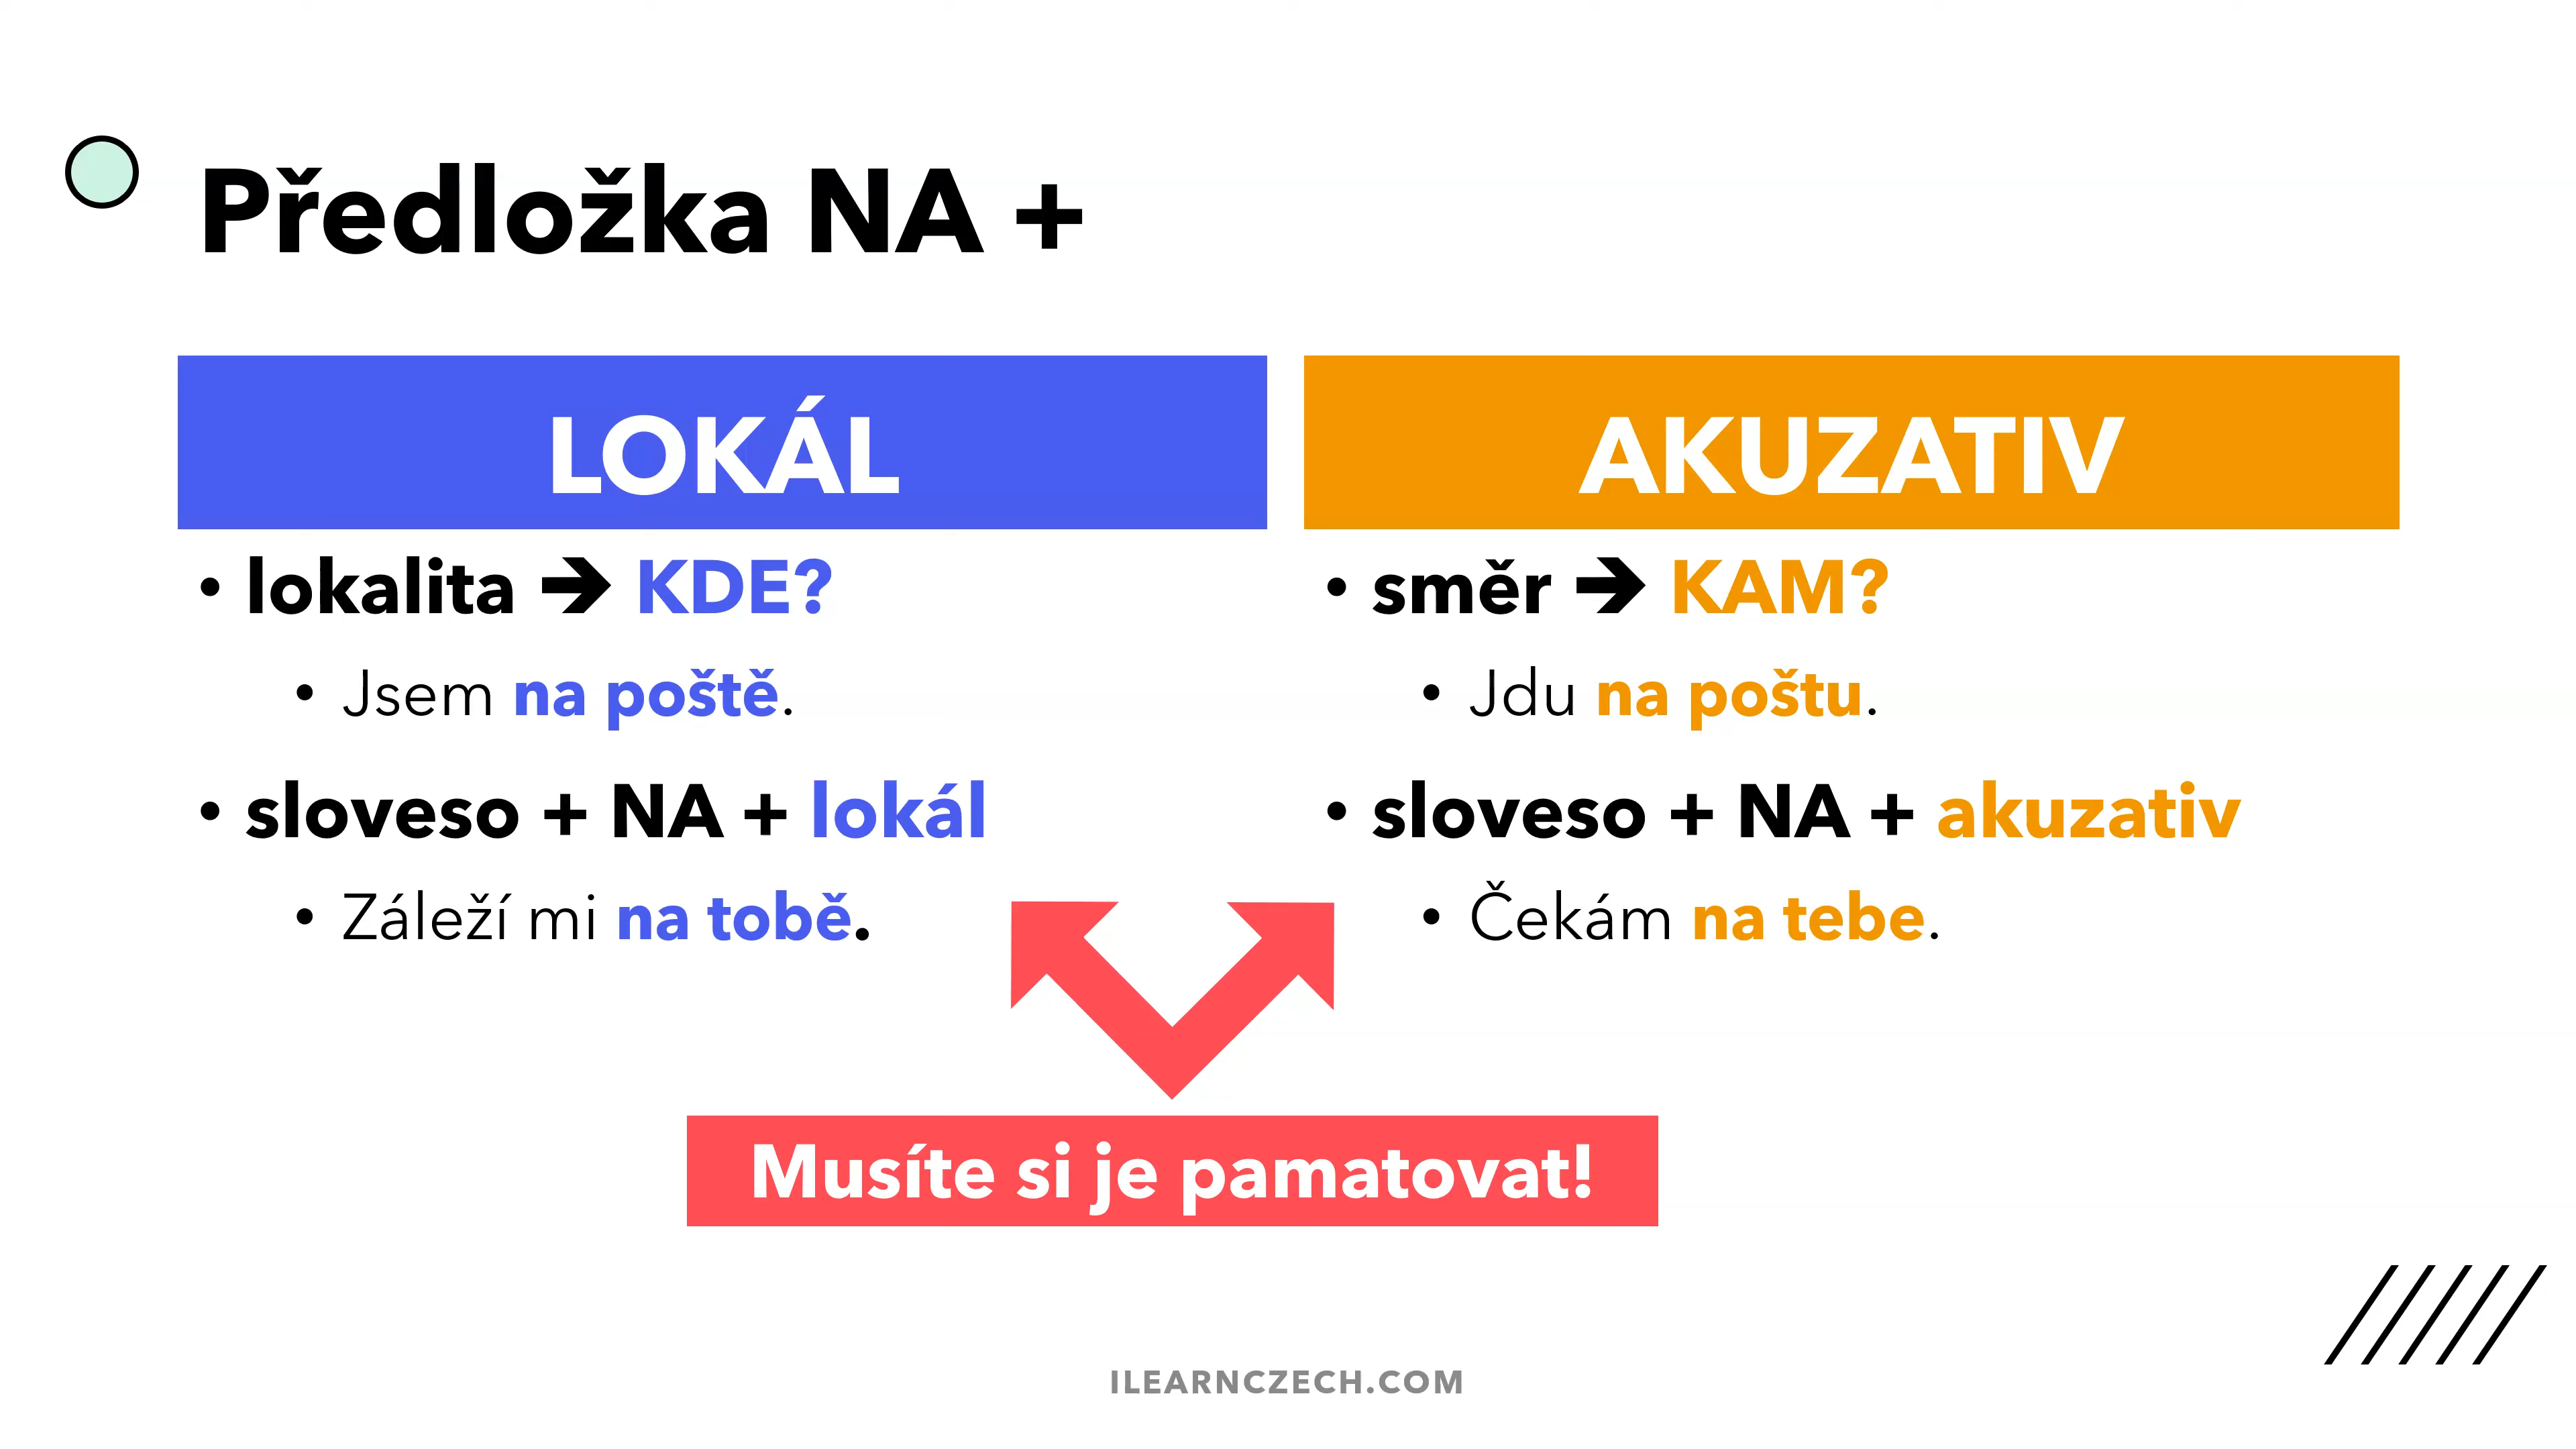 Předložka NA +
LOKÁL
• lokalita ➔ KDE?
• Jsem na poště.
• sloveso + NA + lokál
• Záleží mi na tobě.
AKUZATIV
• směr ➔ KAM?
• Jdu na poštu.
• sloveso + NA + akuzativ
• Čekám na tebe.
Musíte si je pamatovat!
ILEARNCZECH.COM